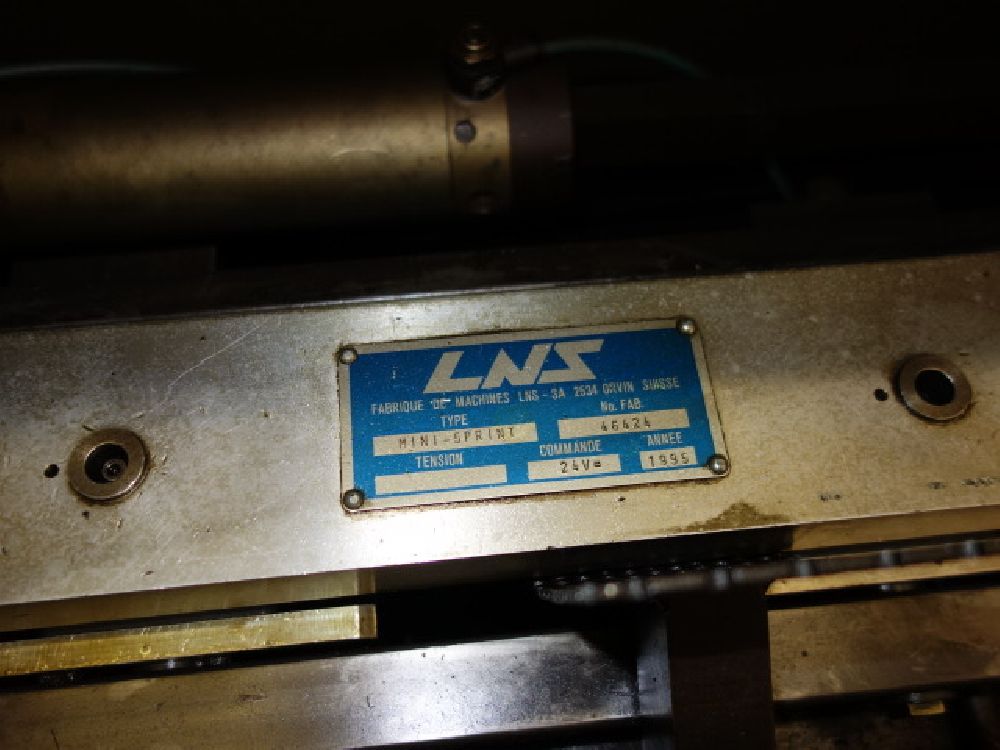 LNS
FABRIQUE DE MACHINES LNS-SA 2534 ORVIN SUISSE
TYPE No. FAB.
MINI-SPRINT 46424
TENSION COMMANDE ANNEE
24V= 1995